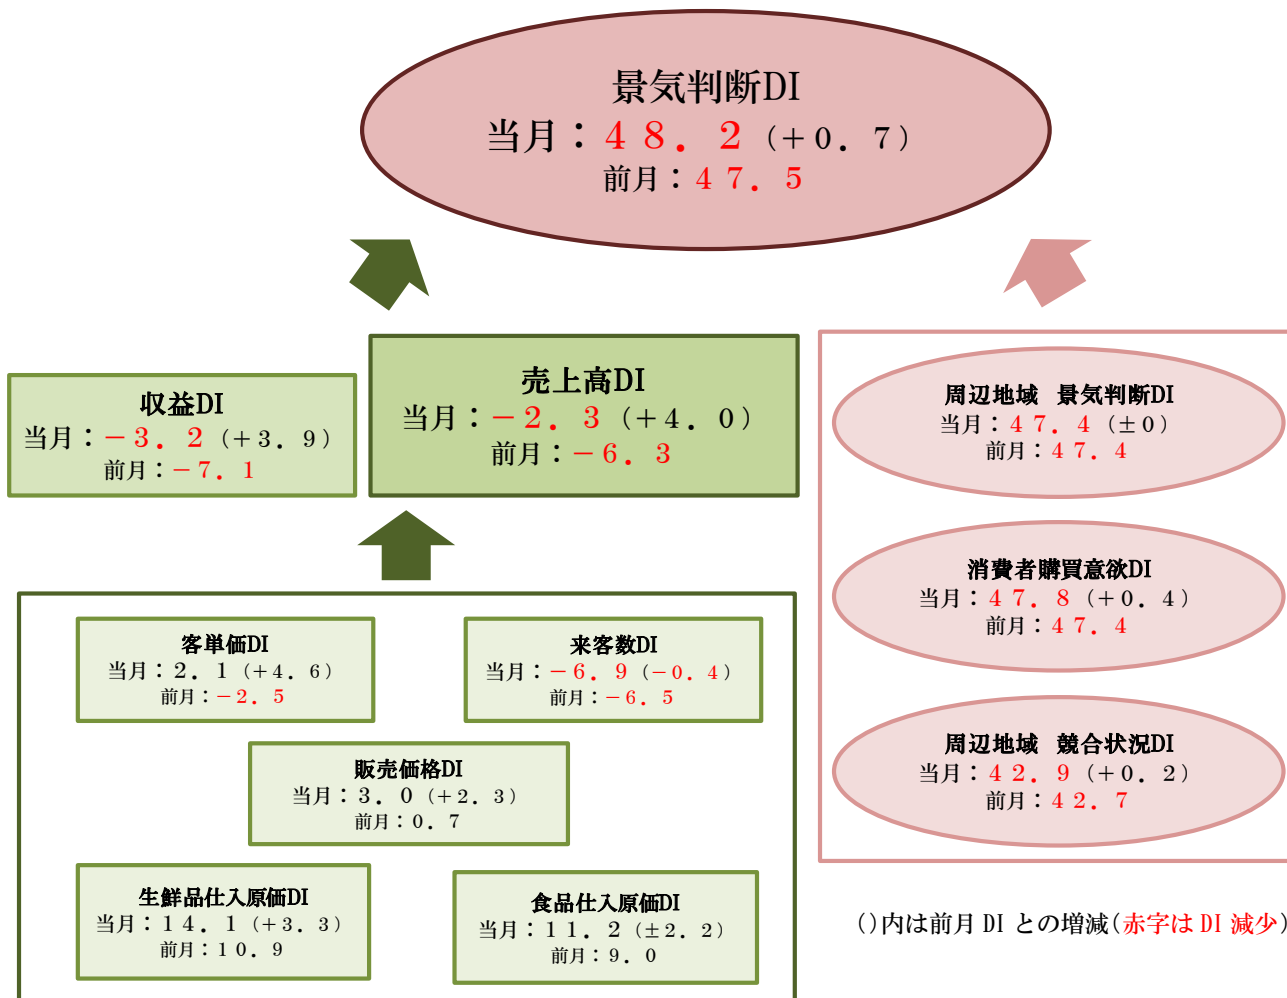 景気判断DI
当月：４８．２（＋０．７）
前月：４７．５
収益DI
当月：－３．２（＋３．９）
前月：－７．１
売上高DI
当月：－２．３（＋４．０）
前月：－６．３
周辺地域　景気判断DI
当月：４７．４（±０）
前月：４７．４
消費者購買意欲DI
当月：４７．８（＋０．４）
前月：４７．４
周辺地域　競合状況DI
当月：４２．９（＋０．２）
前月：４２．７
客単価DI
当月：２．１（＋４．６）
前月：－２．５
来客数DI
当月：－６．９（－０．４）
前月：－６．５
販売価格DI
当月：３．０（＋２．３）
前月：０．７
生鮮品仕入原価DI
当月：１４．１（＋３．３）
前月：１０．９
食品仕入原価DI
当月：１１．２（±２．２）
前月：９．０
()内は前月 DI との増減(赤字は DI 減少)